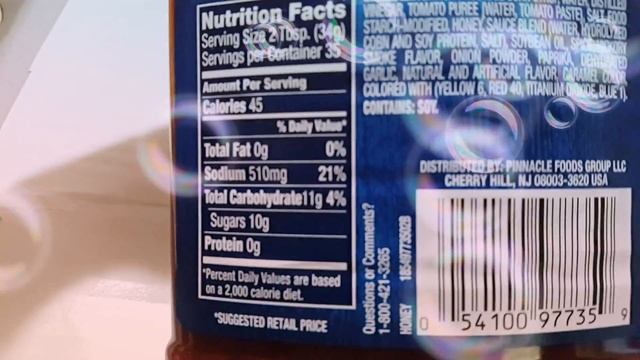 Nutrition Facts
Serving Size 2 Tbsp. (34g)
Servings per Container 35
Amount Per Serving
Calories 45
% Daily Value*
Total Fat 0g 0%
Sodium 510mg 21%
Total Carbohydrate 11g 4%
Sugars 10g
Protein 0g
*Percent Daily Values are based
on a 2,000 calorie diet.
*SUGGESTED RETAIL PRICE
WATER, DISTILLED
VINEGAR, TOMATO PUREE (WATER, TOMATO PASTE), SALT, FOOD
STARCH-MODIFIED, HONEY SAUCE BLEND (WATER, HYDROLYZED
CORN AND SOY PROTEIN, SALT), SOYBEAN OIL,
SMOKE FLAVOR, ONION POWDER, PAPRIKA, DEHYDRATED
GARLIC, NATURAL AND ARTIFICIAL FLAVOR, CARAMEL COLOR,
COLORED WITH (YELLOW 6, RED 40, TITANIUM DIOXIDE, BLUE 1).
CONTAINS: SOY.
DISTRIBUTED BY: PINNACLE FOODS GROUP LLC
CHERRY HILL, NJ 08003-3620 USA
Questions or Comments?
1-800-421-3265
HONEY
0 54100 97735 9